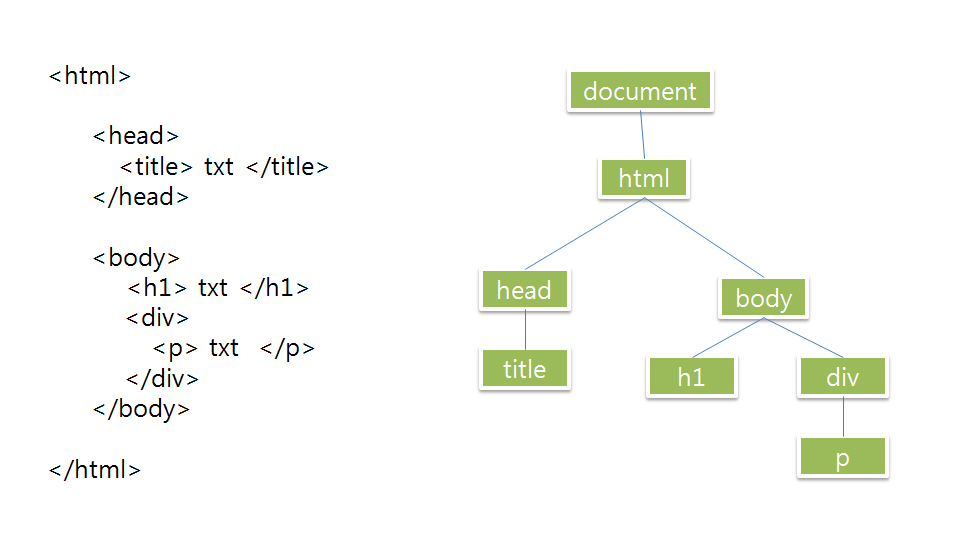 <html>
<head>
<title> txt </title>
</head>
<body>
<h1> txt </h1>
<div>
<p> txt </p>
</div>
</body>
</html>
document
html
head
body
title
h1
div
p